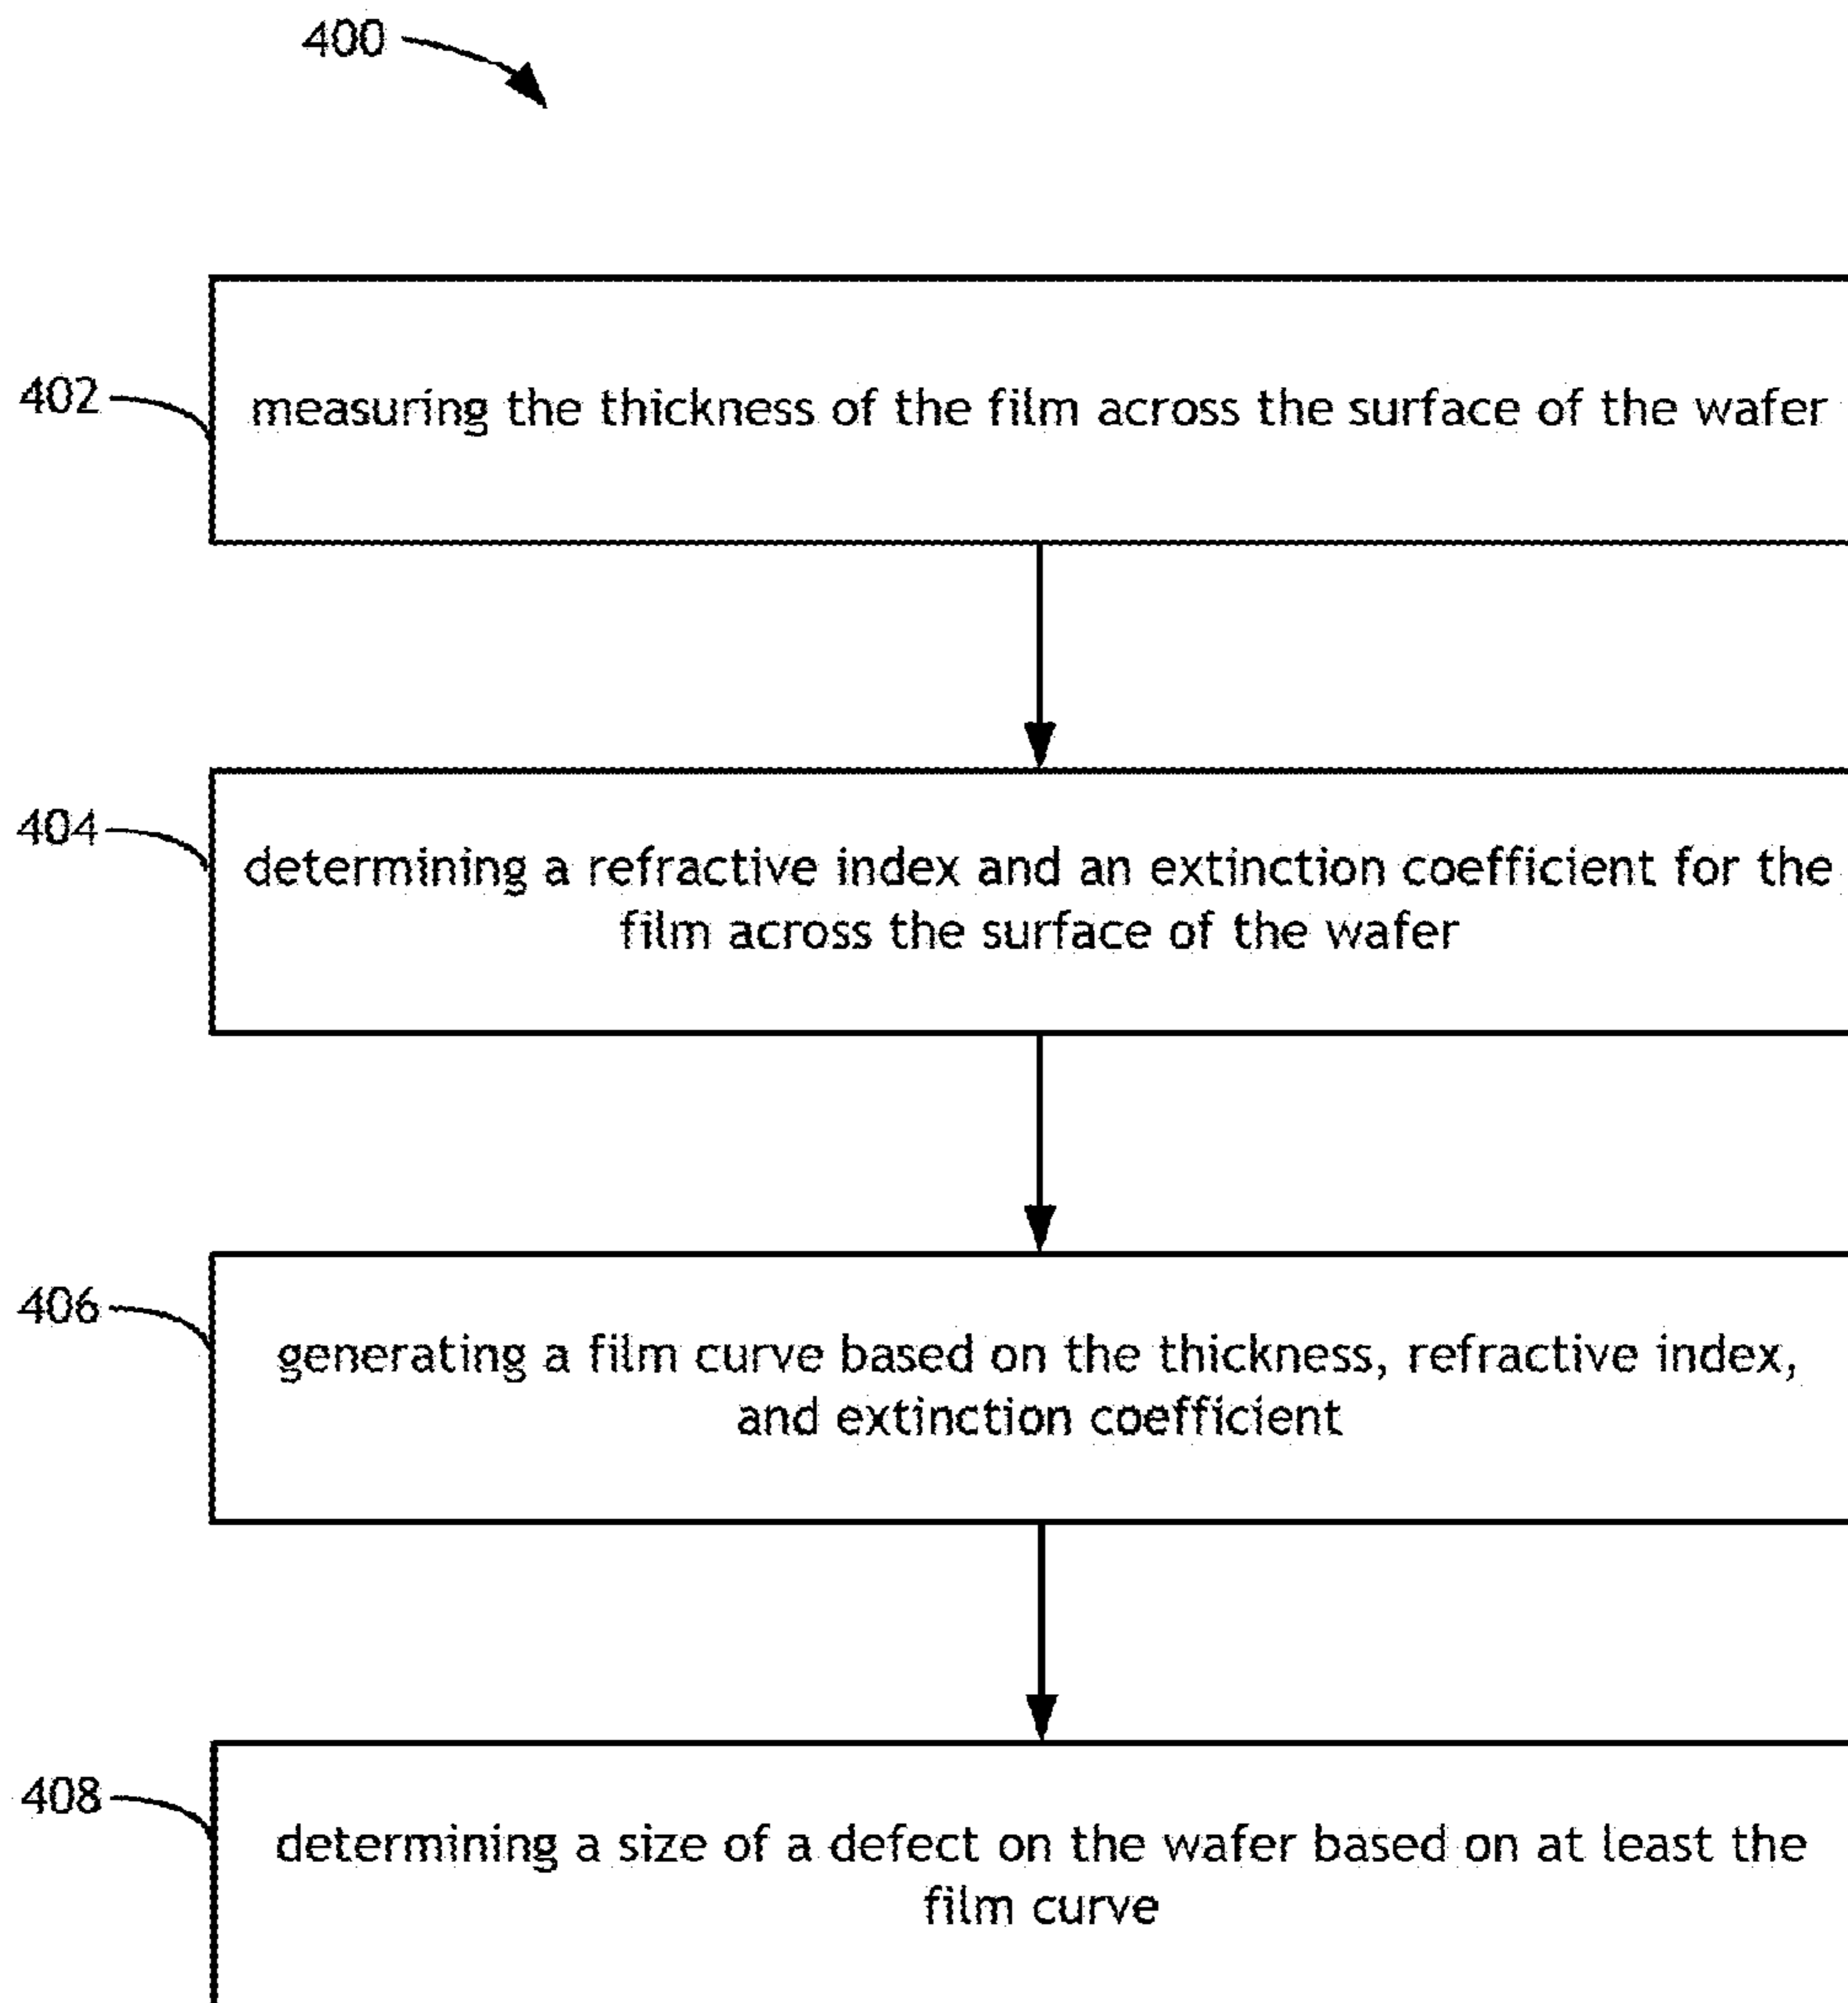 400
402
measuring the thickness of the film across the surface of the wafer
404
determining a refractive index and an extinction coefficient for the
film across the surface of the wafer
406
generating a film curve based on the thickness, refractive index,
and extinction coefficient
408
determining a size of a defect on the wafer based on at least the
film curve